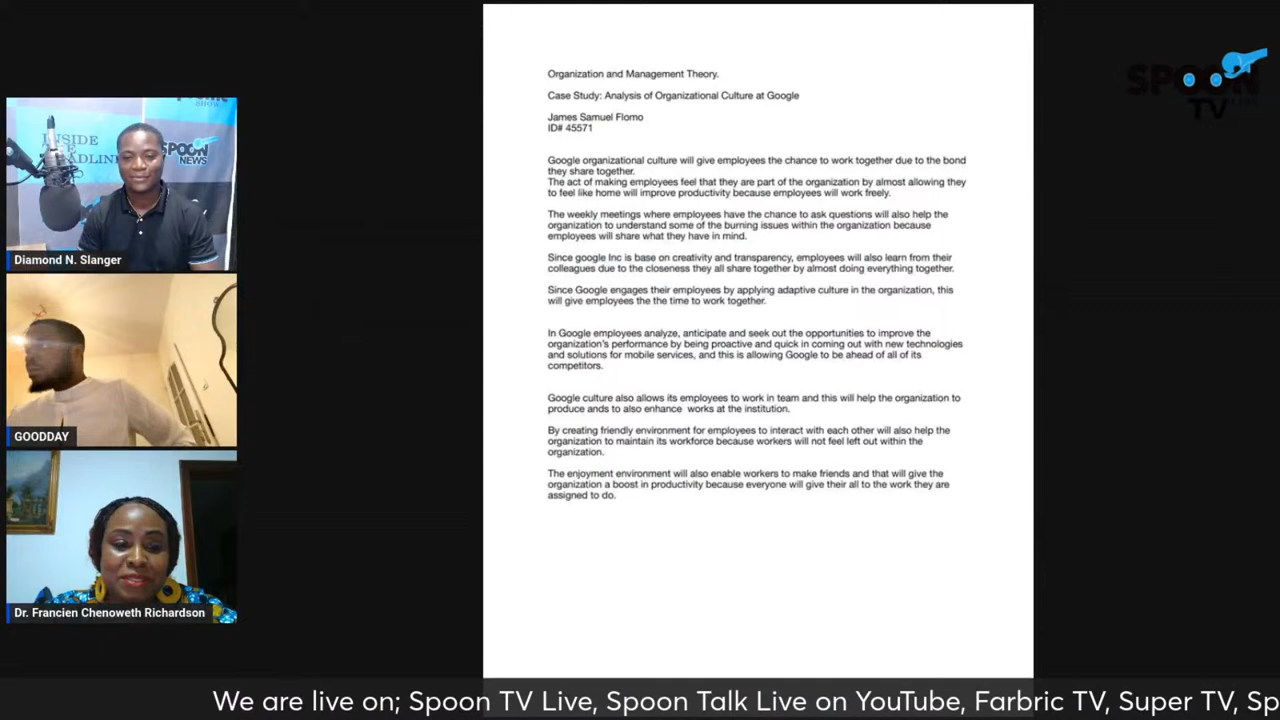 SHOW
INSIDE
HEADLIN
SPOON
NEWS
Diamond N. Slanger
GOODDAY
Dr. Francien Chenoweth Richardson
Organization and Management Theory.
Case Study: Analysis of Organizational Culture at Google
James Samuel Flomo
ID# 45571
Google organizational culture will give employees the chance to work together due to the bond
they share together.
The act of making employees feel that they are part of the organization by almost allowing they
to feel like home will improve productivity because employees will work freely.
The weekly meetings where employees have the chance to ask questions will also help the
organization to understand some of the burning issues within the organization because
employees will share what they have in mind.
Since google Inc is base on creativity and transparency, employees will also learn from their
colleagues due to the closeness they all share together by almost doing everything together.
Since Google engages their employees by applying adaptive culture in the organization, this
will give employees the the time to work together.
In Google employees analyze, anticipate and seek out the opportunities to improve the
organization's performance by being proactive and quick in coming out with new technologies
and solutions for mobile services, and this is allowing Google to be ahead of all of its
competitors.
Google culture also allows its employees to work in team and this will help the organization to
produce ands to also enhance  works at the institution.
By creating friendly environment for employees to interact with each other will also help the
organization to maintain its workforce because workers will not feel left out within the
organization.
The enjoyment environment will also enable workers to make friends and that will give the
organization a boost in productivity because everyone will give their all to the work they are
assigned to do.
SPOON
TV
We are live on; Spoon TV Live, Spoon Talk Live on YouTube, Farbric TV, Super TV, Sp